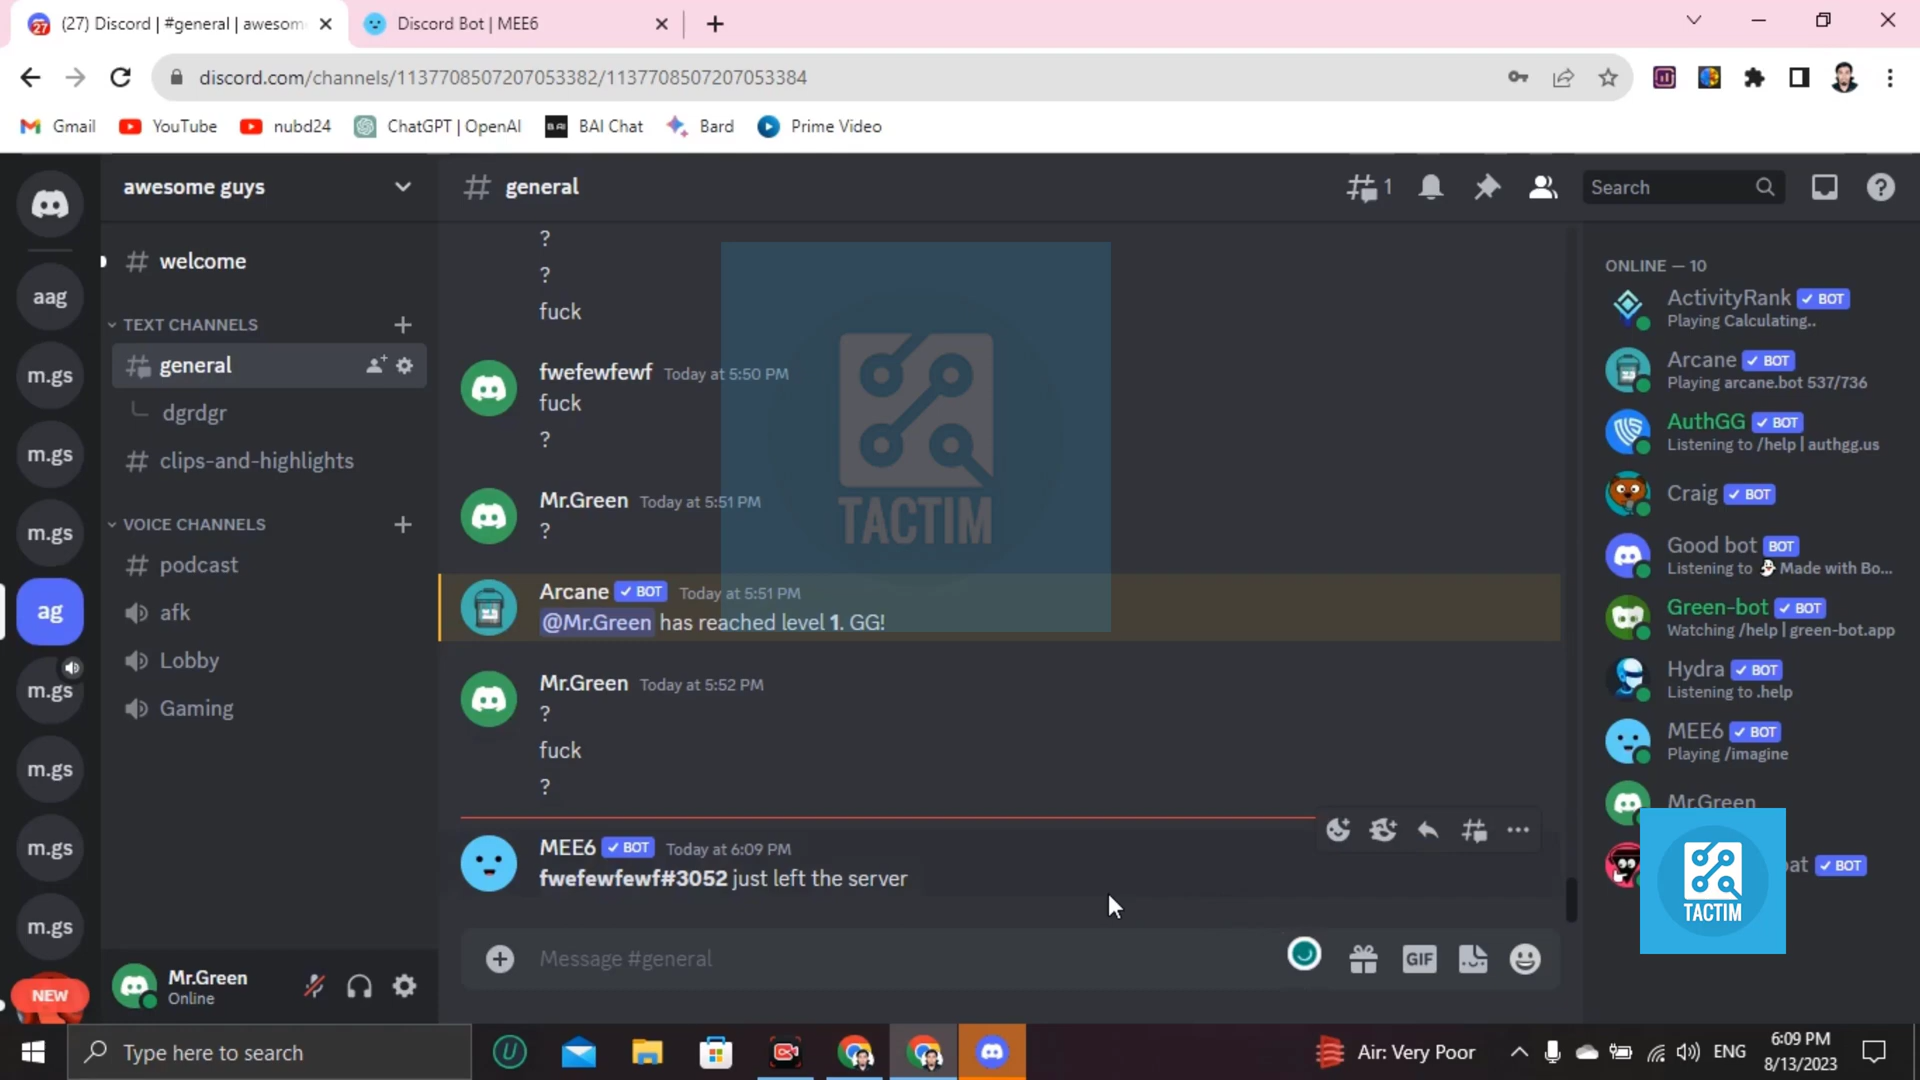 (27) Discord | #general | awesom
Discord Bot | MEE6
discord.com/channels/1137708507207053382/1137708507207053384
Gmail
YouTube
nubd24
ChatGPT | OpenAI
BAI
BAI Chat
Bard
Prime Video
awesome guys
welcome
TEXT CHANNELS
general
dgrdgr
clips-and-highlights
VOICE CHANNELS
podcast
afk
Lobby
Gaming
aag
m.gs
m.gs
m.gs
ag
m.gs
m.gs
m.gs
m.gs
NEW
Mr.Green
Online
# general
1
Search
?
?
fuck
fwefewfewf Today at 5:50 PM
fuck
?
Mr.Green Today at 5:51 PM
?
Arcane BOT Today at 5:51 PM
@Mr.Green has reached level 1. GG!
Mr.Green Today at 5:52 PM
?
fuck
?
MEE6 BOT Today at 6:09 PM
fwefewfewf#3052 just left the server
Message #general
GIF
TACTIM
ONLINE — 10
ActivityRank BOT
Playing Calculating..
Arcane BOT
Playing arcane.bot 537/736
AuthGG BOT
Listening to /help | authgg.us
Craig BOT
Good bot BOT
Listening to Made with Bo...
Green-bot BOT
Watching /help | green-bot.app
Hydra BOT
Listening to .help
MEE6 BOT
Playing /imagine
Mr.Green
BOT
TACTIM
Type here to search
Air: Very Poor
ENG
6:09 PM
8/13/2023